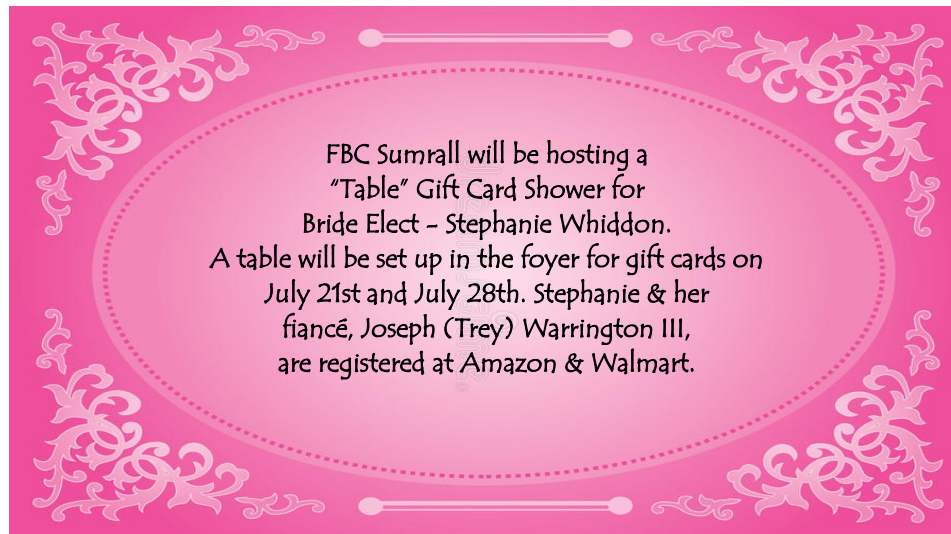 FBC Sumrall will be hosting a
“Table” Gift Card Shower for
Bride Elect - Stephanie Whiddon.
A table will be set up in the foyer for gift cards on
July 21st and July 28th. Stephanie & her
fiancé, Joseph (Trey) Warrington III,
are registered at Amazon & Walmart.